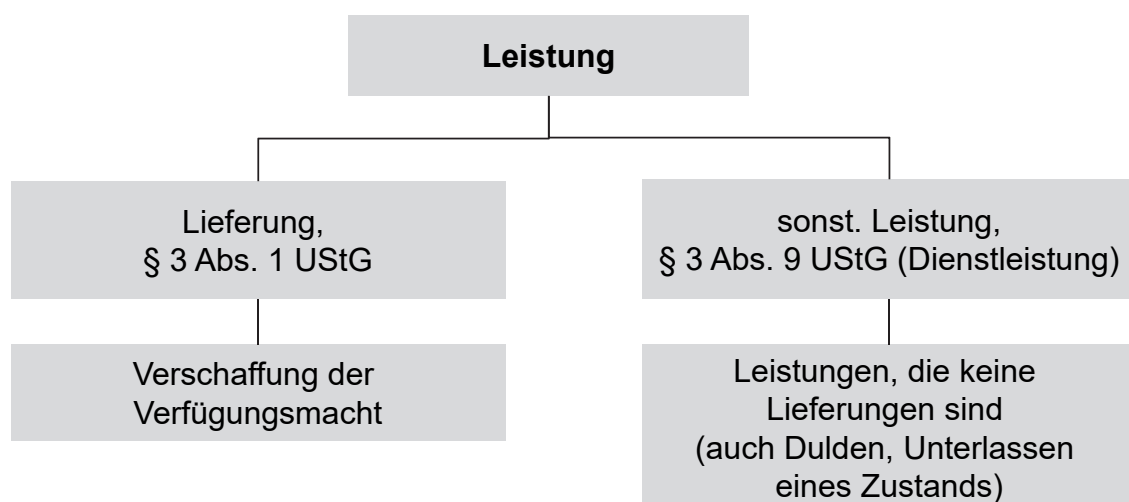 Leistung
Lieferung,
§ 3 Abs. 1 UStG
sonst. Leistung,
§ 3 Abs. 9 UStG (Dienstleistung)
Verschaffung der
Verfügungsmacht
Leistungen, die keine
Lieferungen sind
(auch Dulden, Unterlassen
eines Zustands)